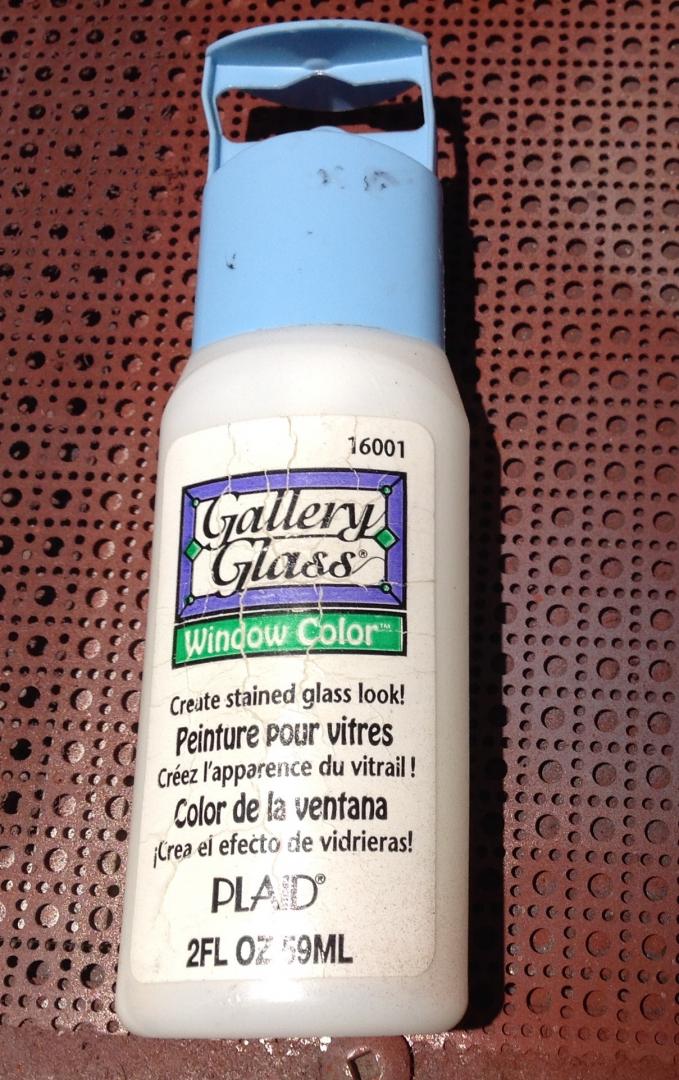 16001
Gallery
Glass®
Window Color™
Create stained glass look!
Peinture pour vitres
Créez l'apparence du vitrail !
Color de la ventana
¡Crea el efecto de vidrieras!
PLAID®
2FL OZ 59ML